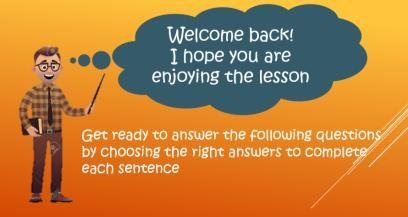 Welcome back!
I hope you are
enjoying the lesson
Get ready to answer the following questions
by choosing the right answers to complete
each sentence